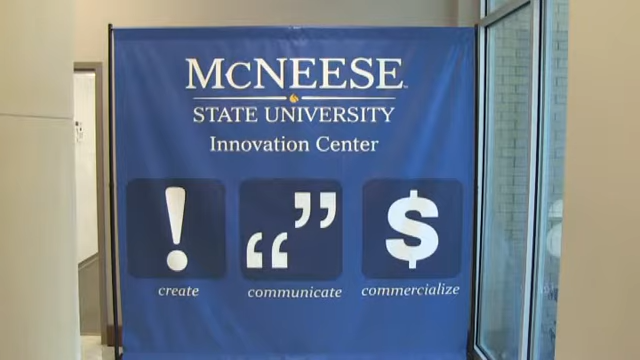 McNEESE
STATE UNIVERSITY
Innovation Center
! “ ” $
create communicate commercialize